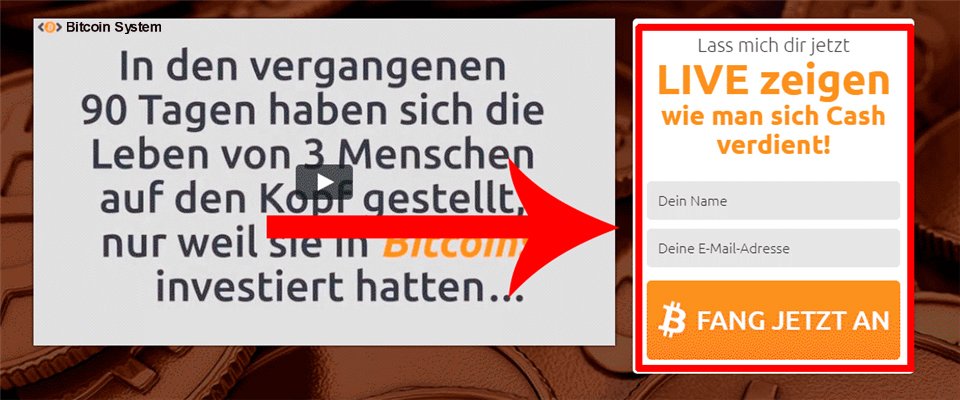 Bitcoin System
In den vergangenen
90 Tagen haben sich die
Leben von 3 Menschen
auf den Kopf gestellt,
nur weil sie in Bitcoins
investiert hatten...
Lass mich dir jetzt
LIVE zeigen
wie man sich Cash
verdient!
Dein Name
Deine E-Mail-Adresse
FANG JETZT AN